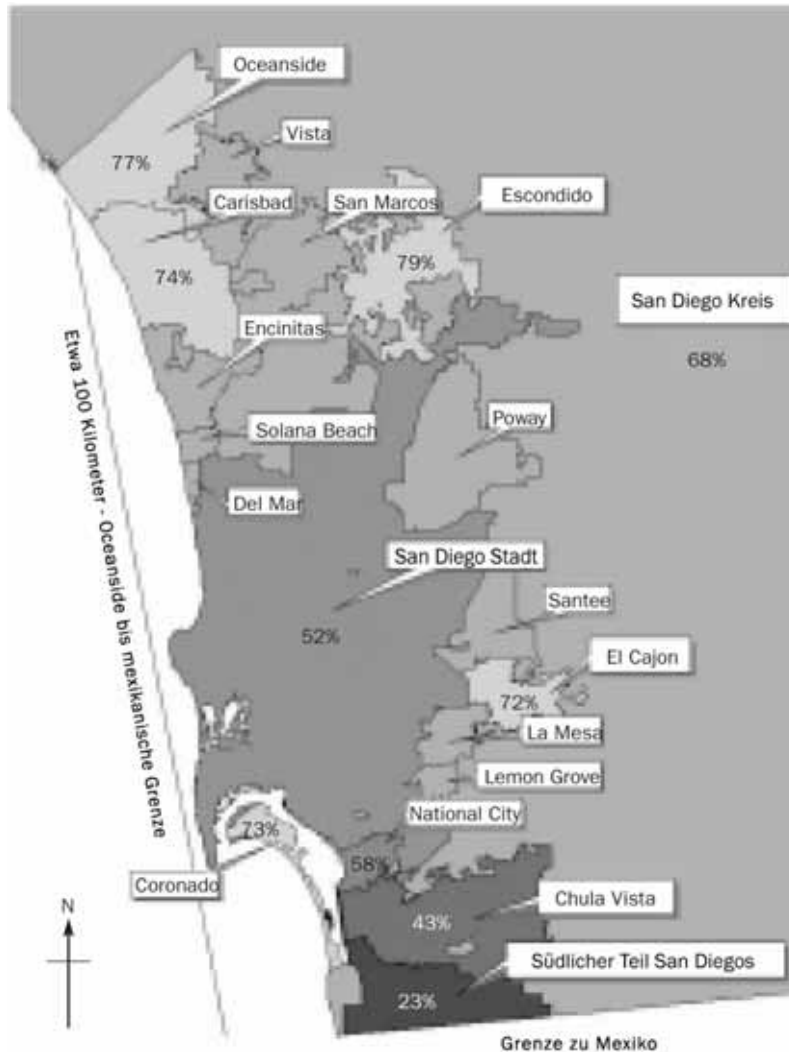 Oceanside
Vista
77%
Carisbad
San Marcos
Escondido
79%
74%
San Diego Kreis
Encinitas
68%
Poway
Solana Beach
Del Mar
San Diego Stadt
Santee
52%
El Cajon
72%
La Mesa
Lemon Grove
National City
73%
58%
Coronado
Chula Vista
43%
Südlicher Teil San Diegos
23%
Etwa 100 Kilometer - Oceanside bis mexikanische Grenze
N
Grenze zu Mexiko